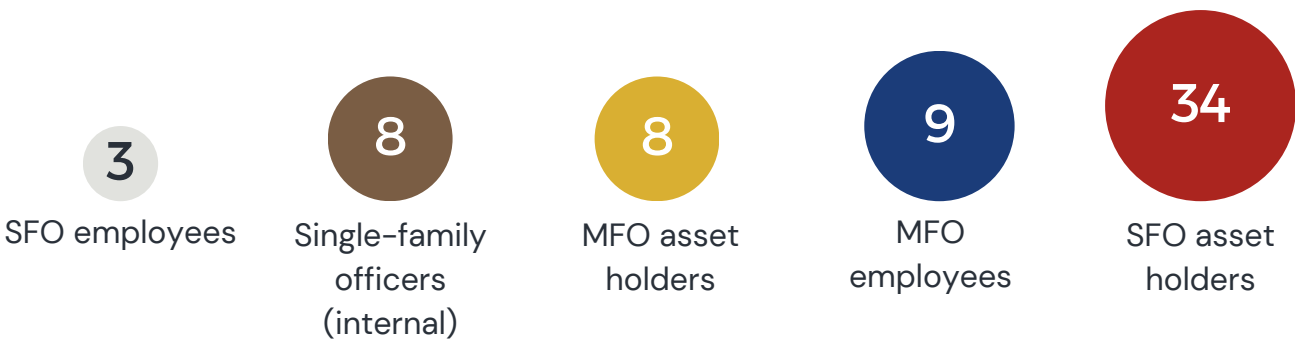 3
SFO employees
8
Single-family
officers
(internal)
8
MFO asset
holders
9
MFO
employees
34
SFO asset
holders